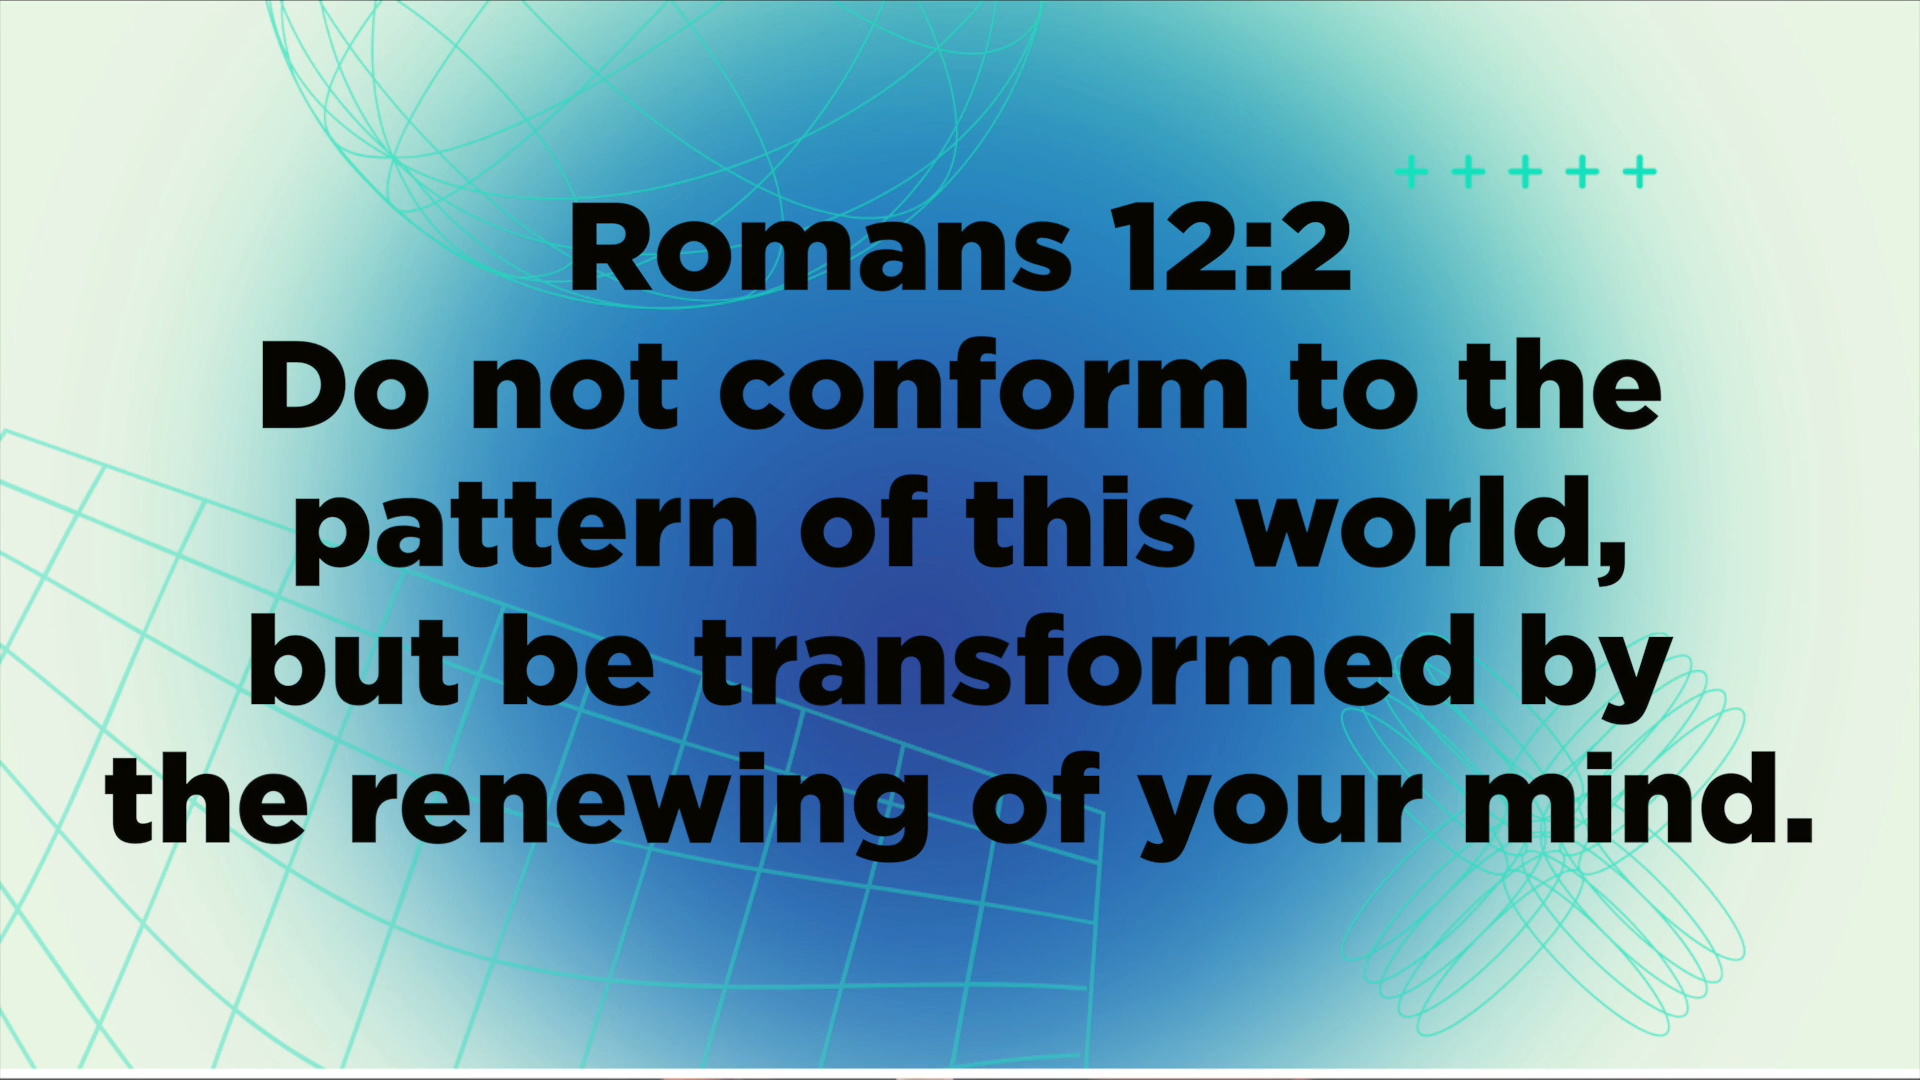 Romans 12:2
Do not conform to the
pattern of this world,
but be transformed by
the renewing of your mind.